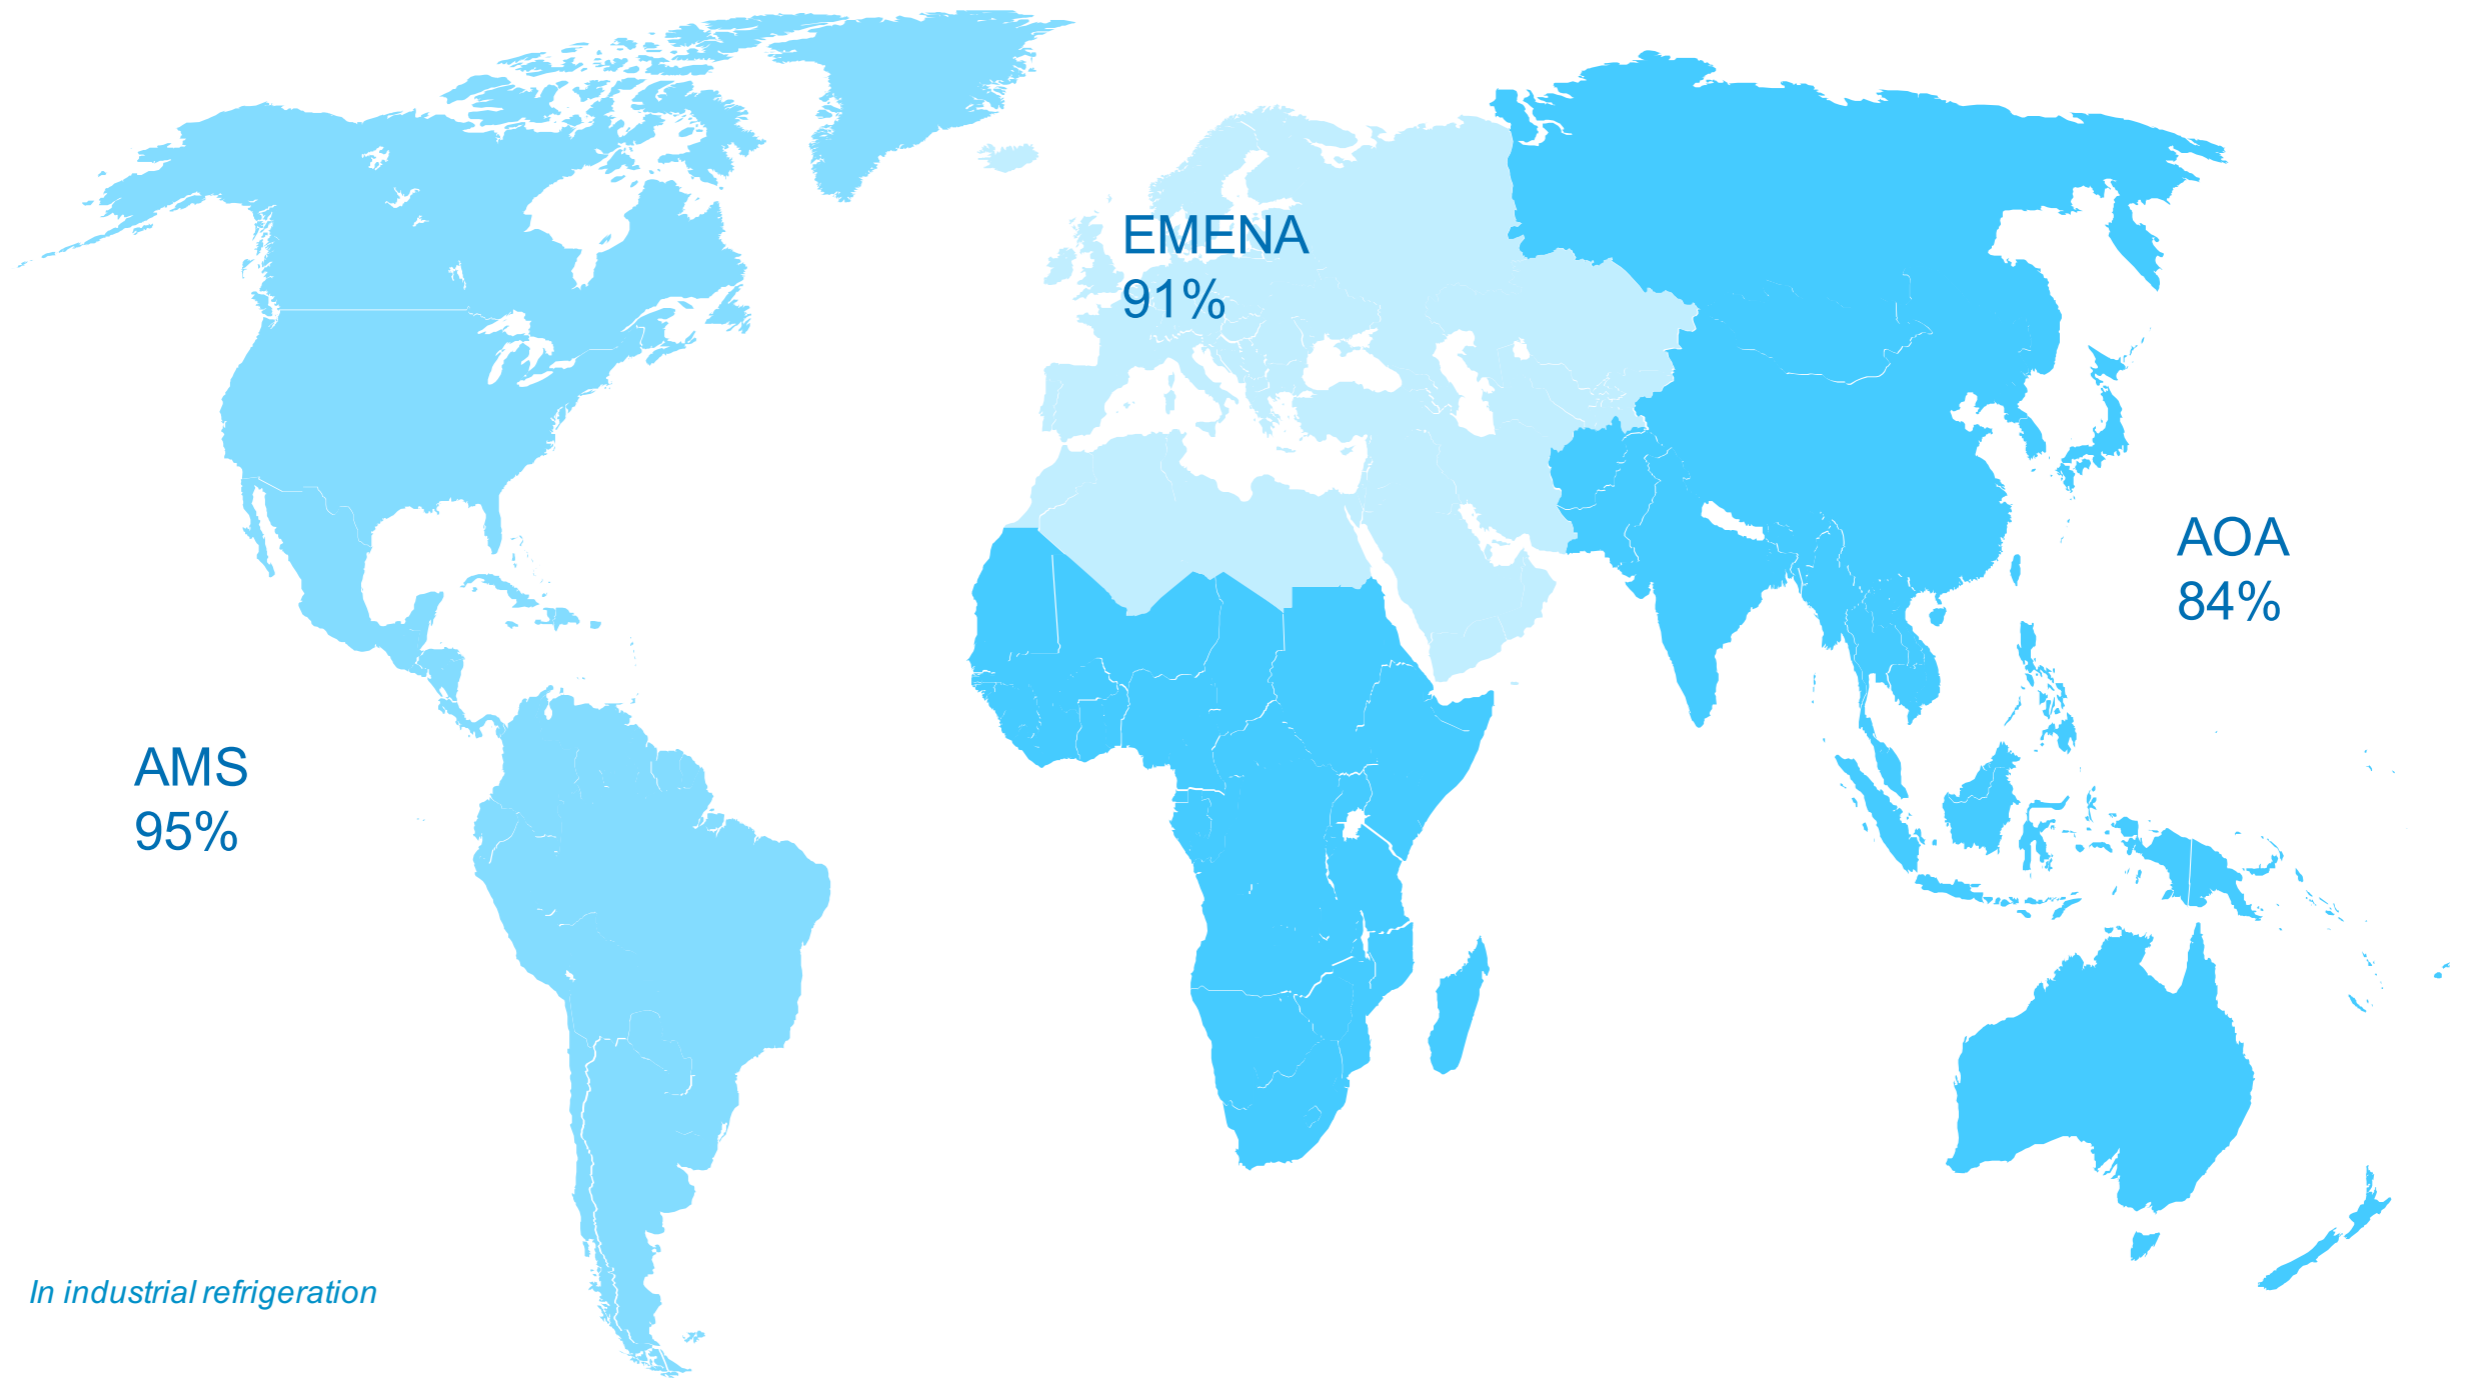 EMENA
91%
AOA
84%
AMS
95%
In industrial refrigeration